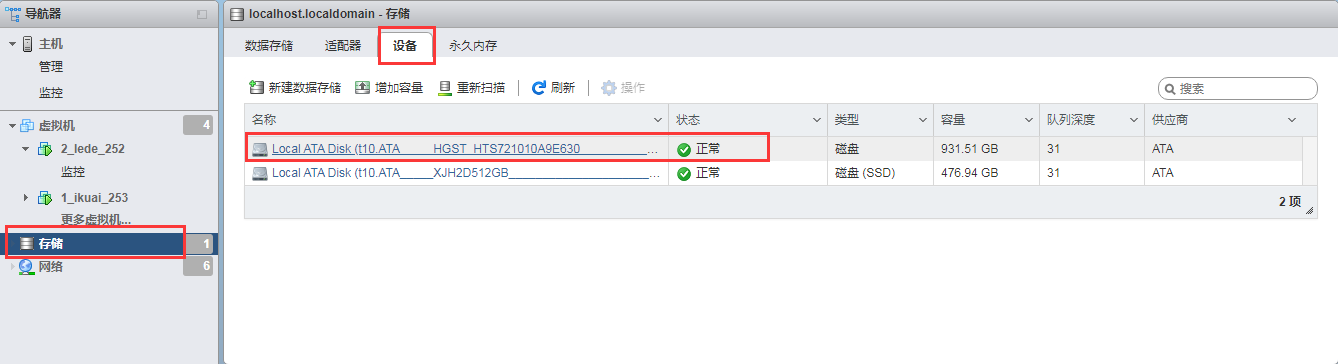 导航器
主机
管理
监控
虚拟机 4
2_lede_252
监控
1_ikuai_253
更多虚拟机...
存储 1
网络 6
localhost.localdomain - 存储
数据存储 适配器 设备 永久内存
新建数据存储 增加容量 重新扫描 刷新 操作 搜索
名称 状态 类型 容量 队列深度 供应商
Local ATA Disk (t10.ATA_____HGST_HTS721010A9E630____________... 正常 磁盘 931.51 GB 31 ATA
Local ATA Disk (t10.ATA_____XJH2D512GB_____________________... 正常 磁盘 (SSD) 476.94 GB 31 ATA
2 项